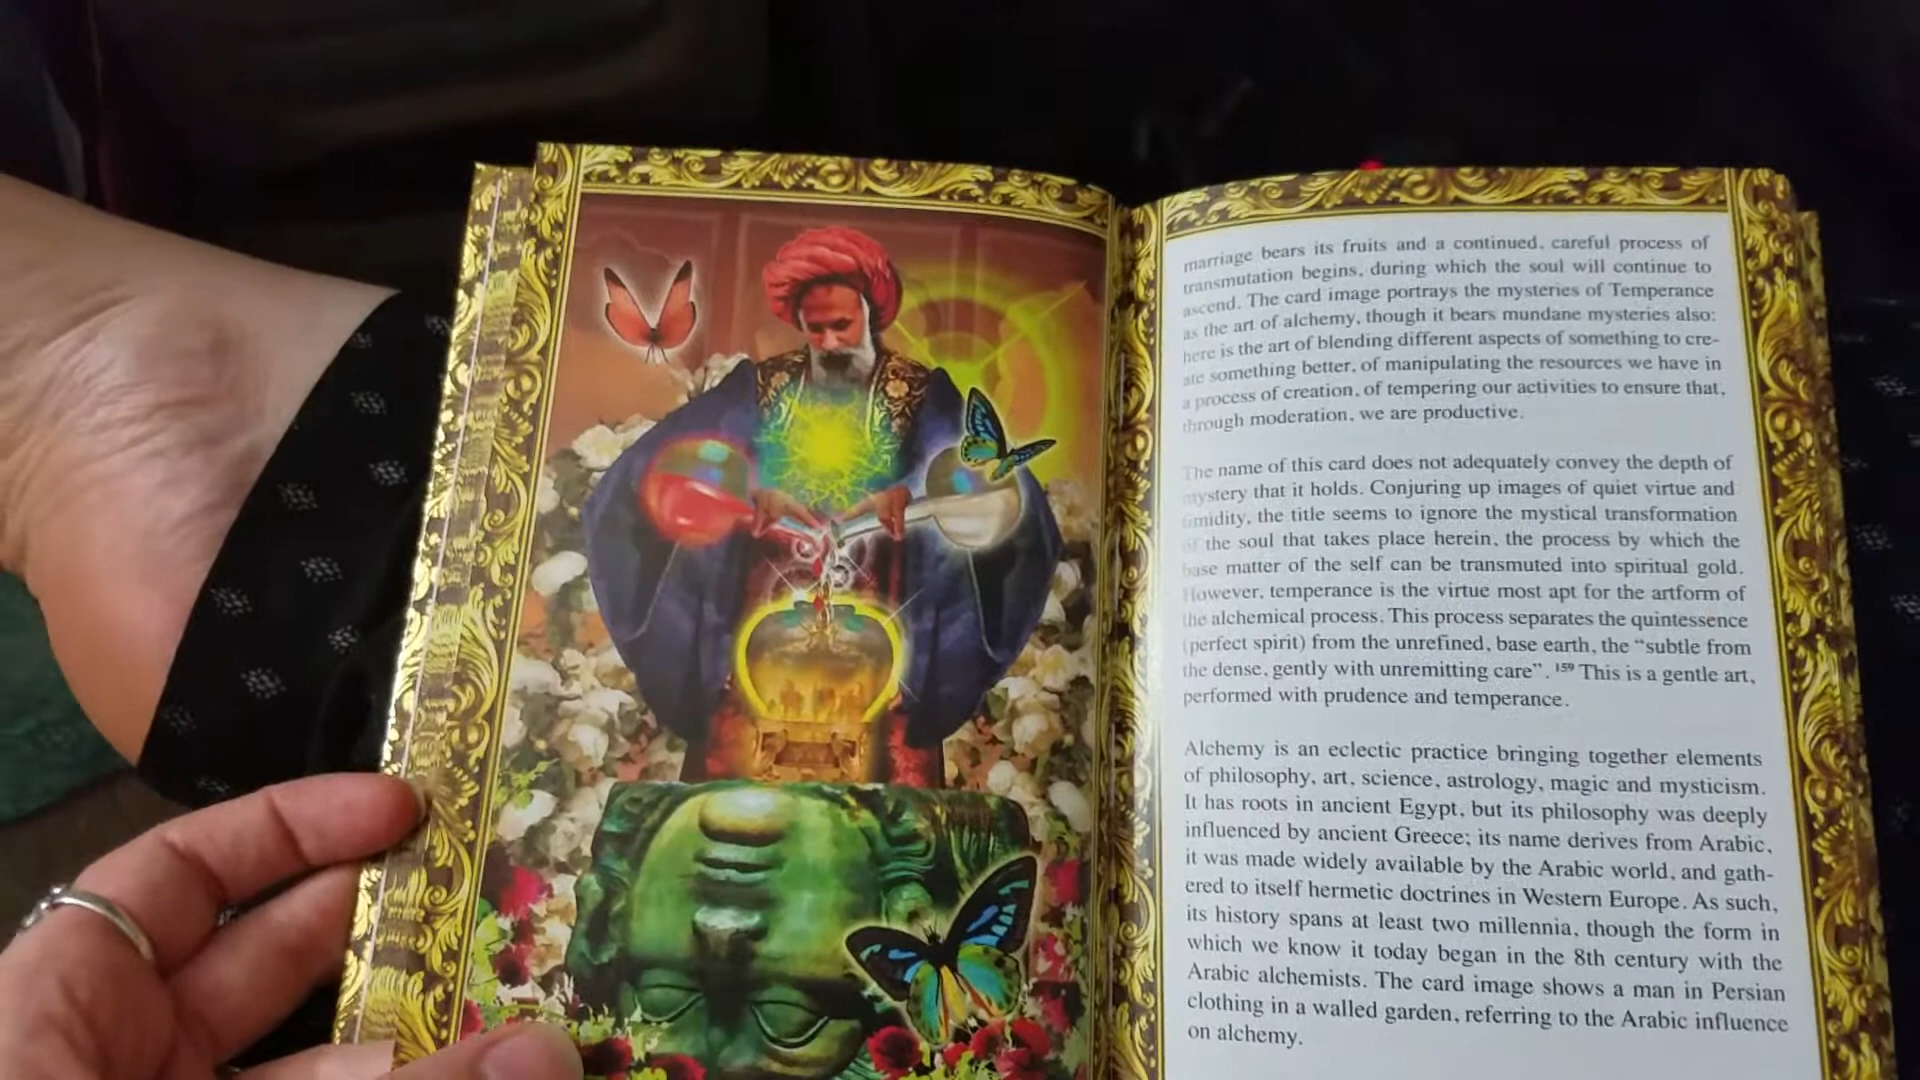 marriage bears its fruits and a continued, careful process of
transmutation begins, during which the soul will continue to
ascend. The card image portrays the mysteries of Temperance
as the art of alchemy, though it bears mundane mysteries also:
here is the art of blending different aspects of something to cre-
ate something better, of manipulating the resources we have in
a process of creation, of tempering our activities to ensure that,
through moderation, we are productive.
The name of this card does not adequately convey the depth of
mystery that it holds. Conjuring up images of quiet virtue and
timidity, the title seems to ignore the mystical transformation
of the soul that takes place herein, the process by which the
base matter of the self can be transmuted into spiritual gold.
However, temperance is the virtue most apt for the artform of
the alchemical process. This process separates the quintessence
(perfect spirit) from the unrefined, base earth, the “subtle from
the dense, gently with unremitting care”. 159 This is a gentle art,
performed with prudence and temperance.
Alchemy is an eclectic practice bringing together elements
of philosophy, art, science, astrology, magic and mysticism.
It has roots in ancient Egypt, but its philosophy was deeply
influenced by ancient Greece; its name derives from Arabic,
it was made widely available by the Arabic world, and gath-
ered to itself hermetic doctrines in Western Europe. As such,
its history spans at least two millennia, though the form in
which we know it today began in the 8th century with the
Arabic alchemists. The card image shows a man in Persian
clothing in a walled garden, referring to the Arabic influence
on alchemy.